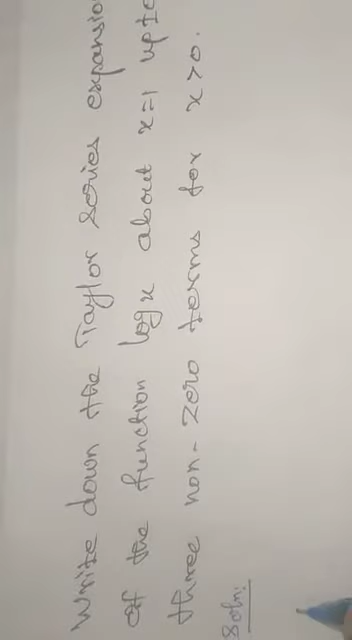 Write down the Taylor series expansion
of the function logx about x=1 upto
three non-zero terms for x>0.
Soln: